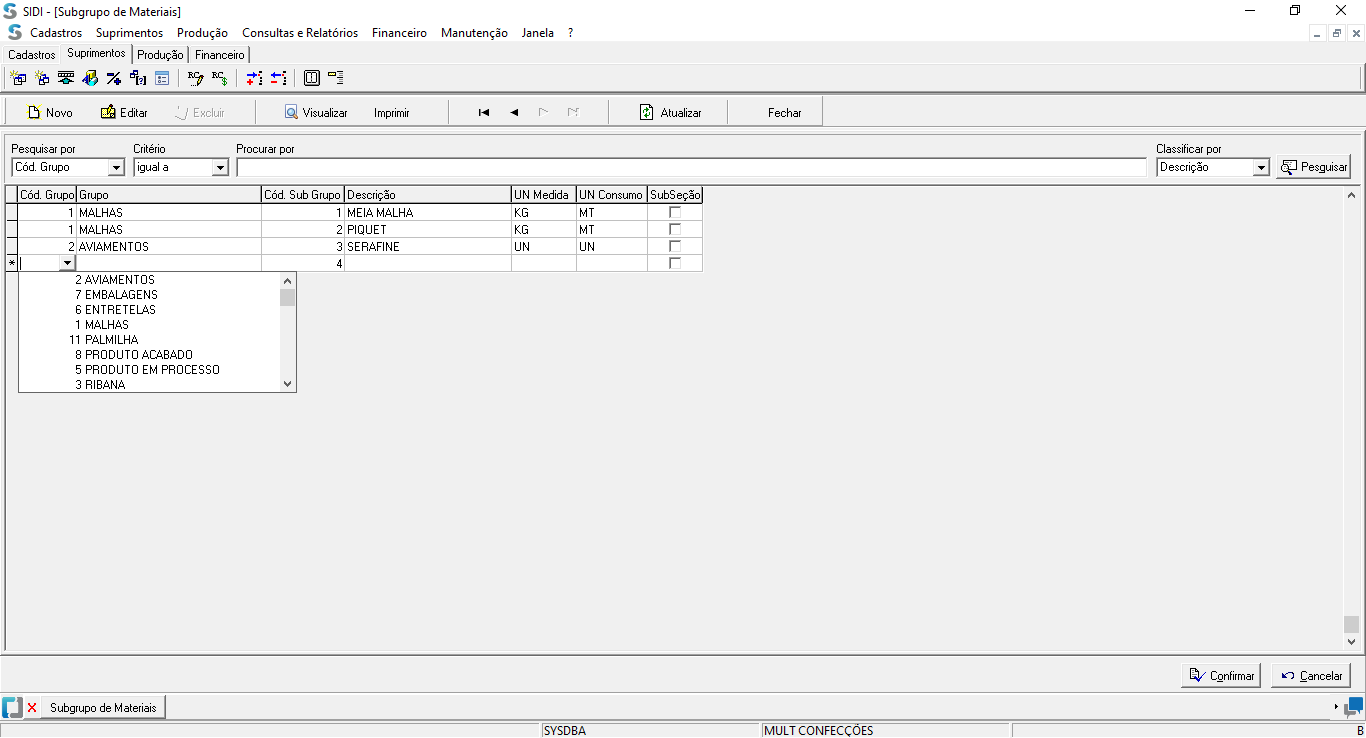 SIDI - [Subgrupo de Materiais]
Cadastros Suprimentos Produção Consultas e Relatórios Financeiro Manutenção Janela ?
Cadastros Suprimentos Produção Financeiro
Novo Editar Excluir Visualizar Imprimir Atualizar Fechar
Pesquisar por Critério Procurar por Classificar por
Cód. Grupo igual a Descrição Pesquisar
Cód. Grupo Grupo Cód. Sub Grupo Descrição UN Medida UN Consumo SubSeção
1 MALHAS 1 MEIA MALHA KG MT
1 MALHAS 2 PIQUET KG MT
2 AVIAMENTOS 3 SERAFINE UN UN
* 4
2 AVIAMENTOS
7 EMBALAGENS
6 ENTRETELAS
1 MALHAS
11 PALMILHA
8 PRODUTO ACABADO
5 PRODUTO EM PROCESSO
3 RIBANA
Confirmar Cancelar
Subgrupo de Materiais
SYSDBA MULT CONFECÇÕES B